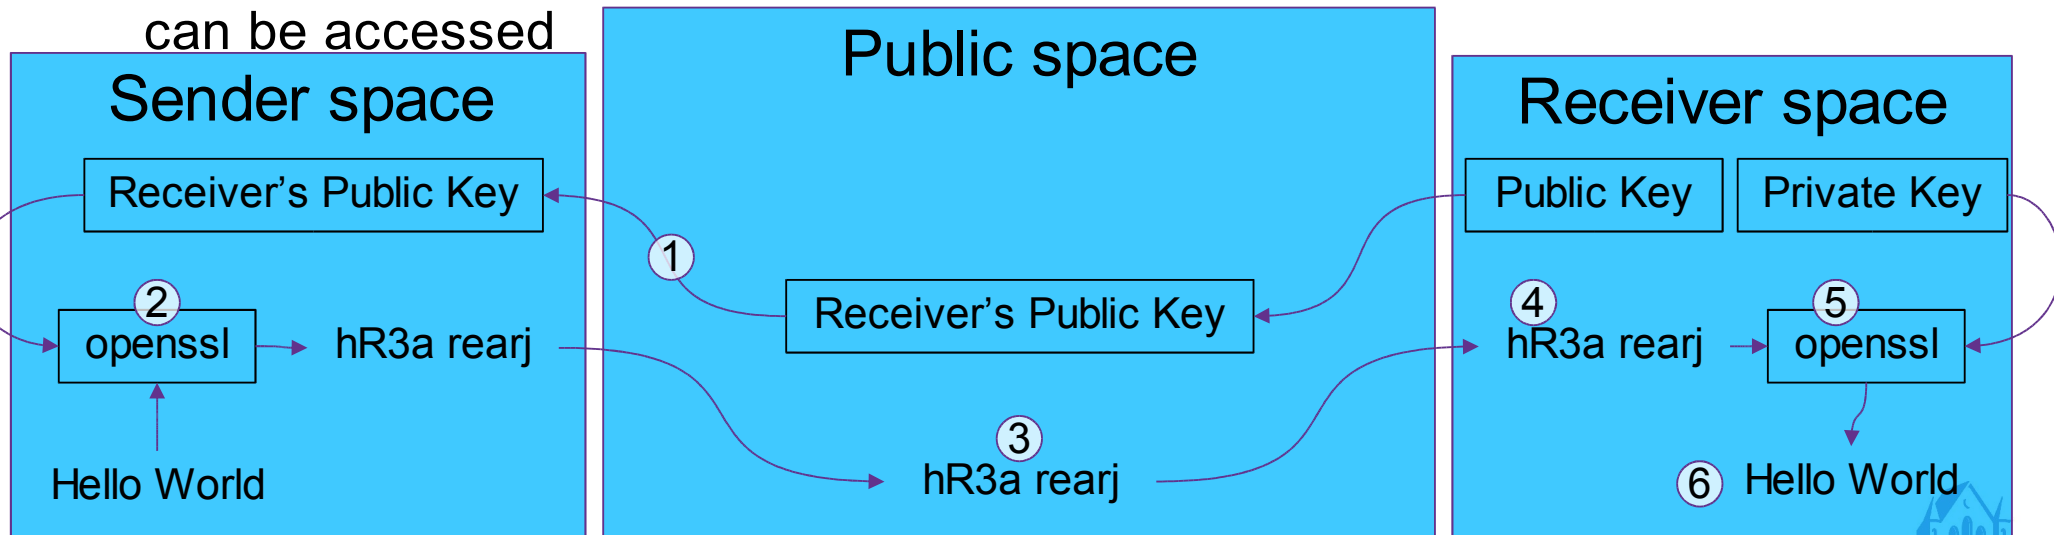 can be accessed
Sender space
Public space
Receiver space
Receiver's Public Key
Public Key
Private Key
1
Receiver's Public Key
2
openssl
hR3a rearj
4
hR3a rearj
5
openssl
3
hR3a rearj
Hello World
6
Hello World